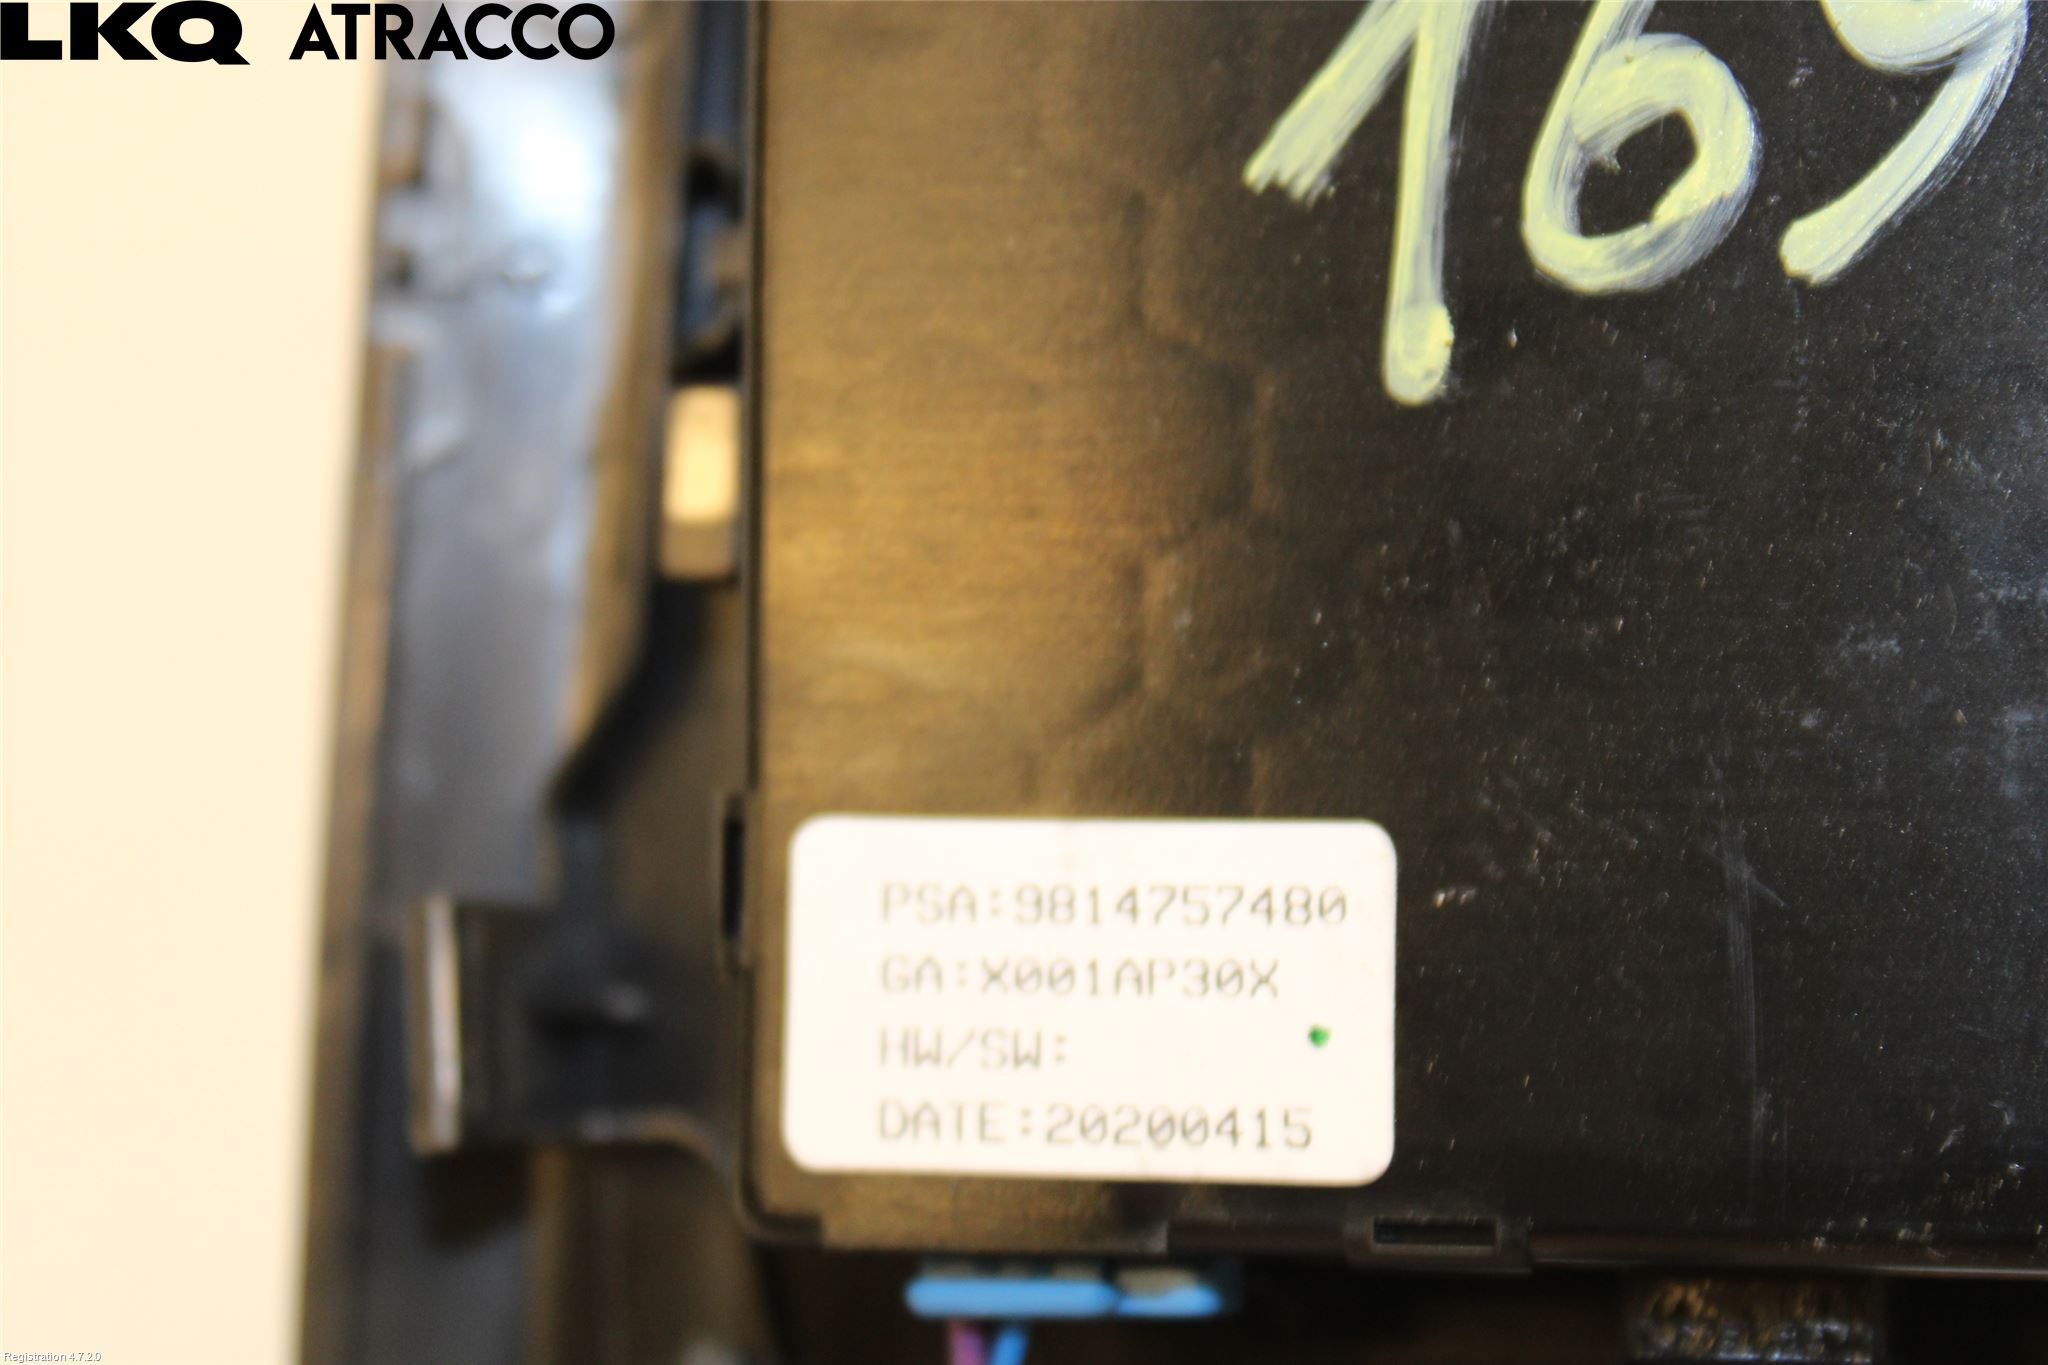 LKQ ATRACCO
169
PSA:9814757480
GA:X001AP30X
HW/SW:
DATE:20200415
Registration 4.7.2.0